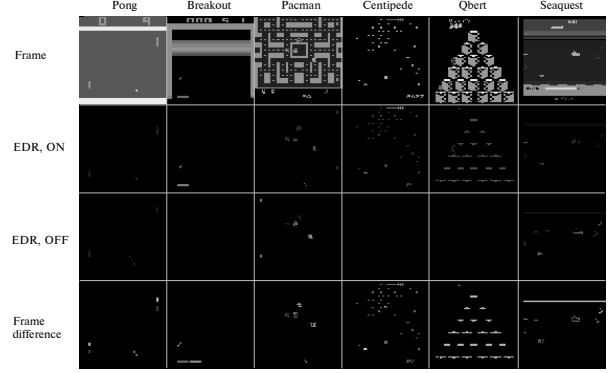 Pong Breakout Pacman Centipede Qbert Seaquest
Frame
EDR, ON
EDR, OFF
Frame
difference